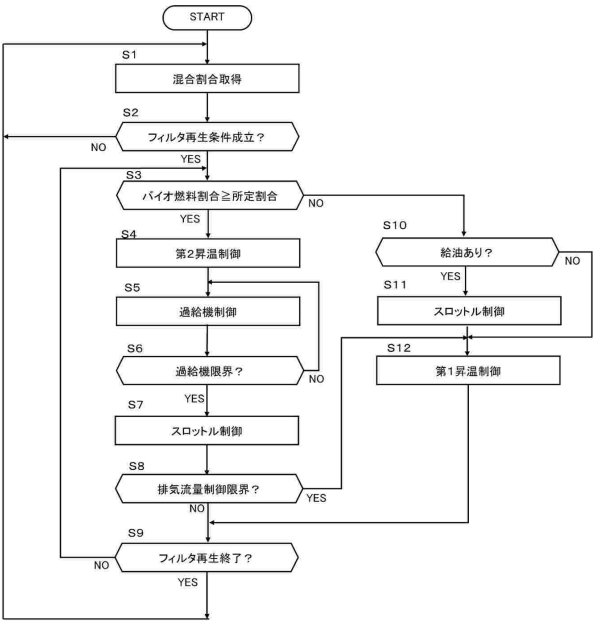 START
S1
混合割合取得
S2
フィルタ再生条件成立?
NO
YES
S3
バイオ燃料割合≧所定割合
NO
YES
S10
給油あり?
NO
YES
S4
第2昇温制御
S11
スロットル制御
S5
過給機制御
S12
第1昇温制御
S6
過給機限界?
NO
YES
S7
スロットル制御
S8
排気流量制御限界?
YES
NO
S9
フィルタ再生終了?
NO
YES